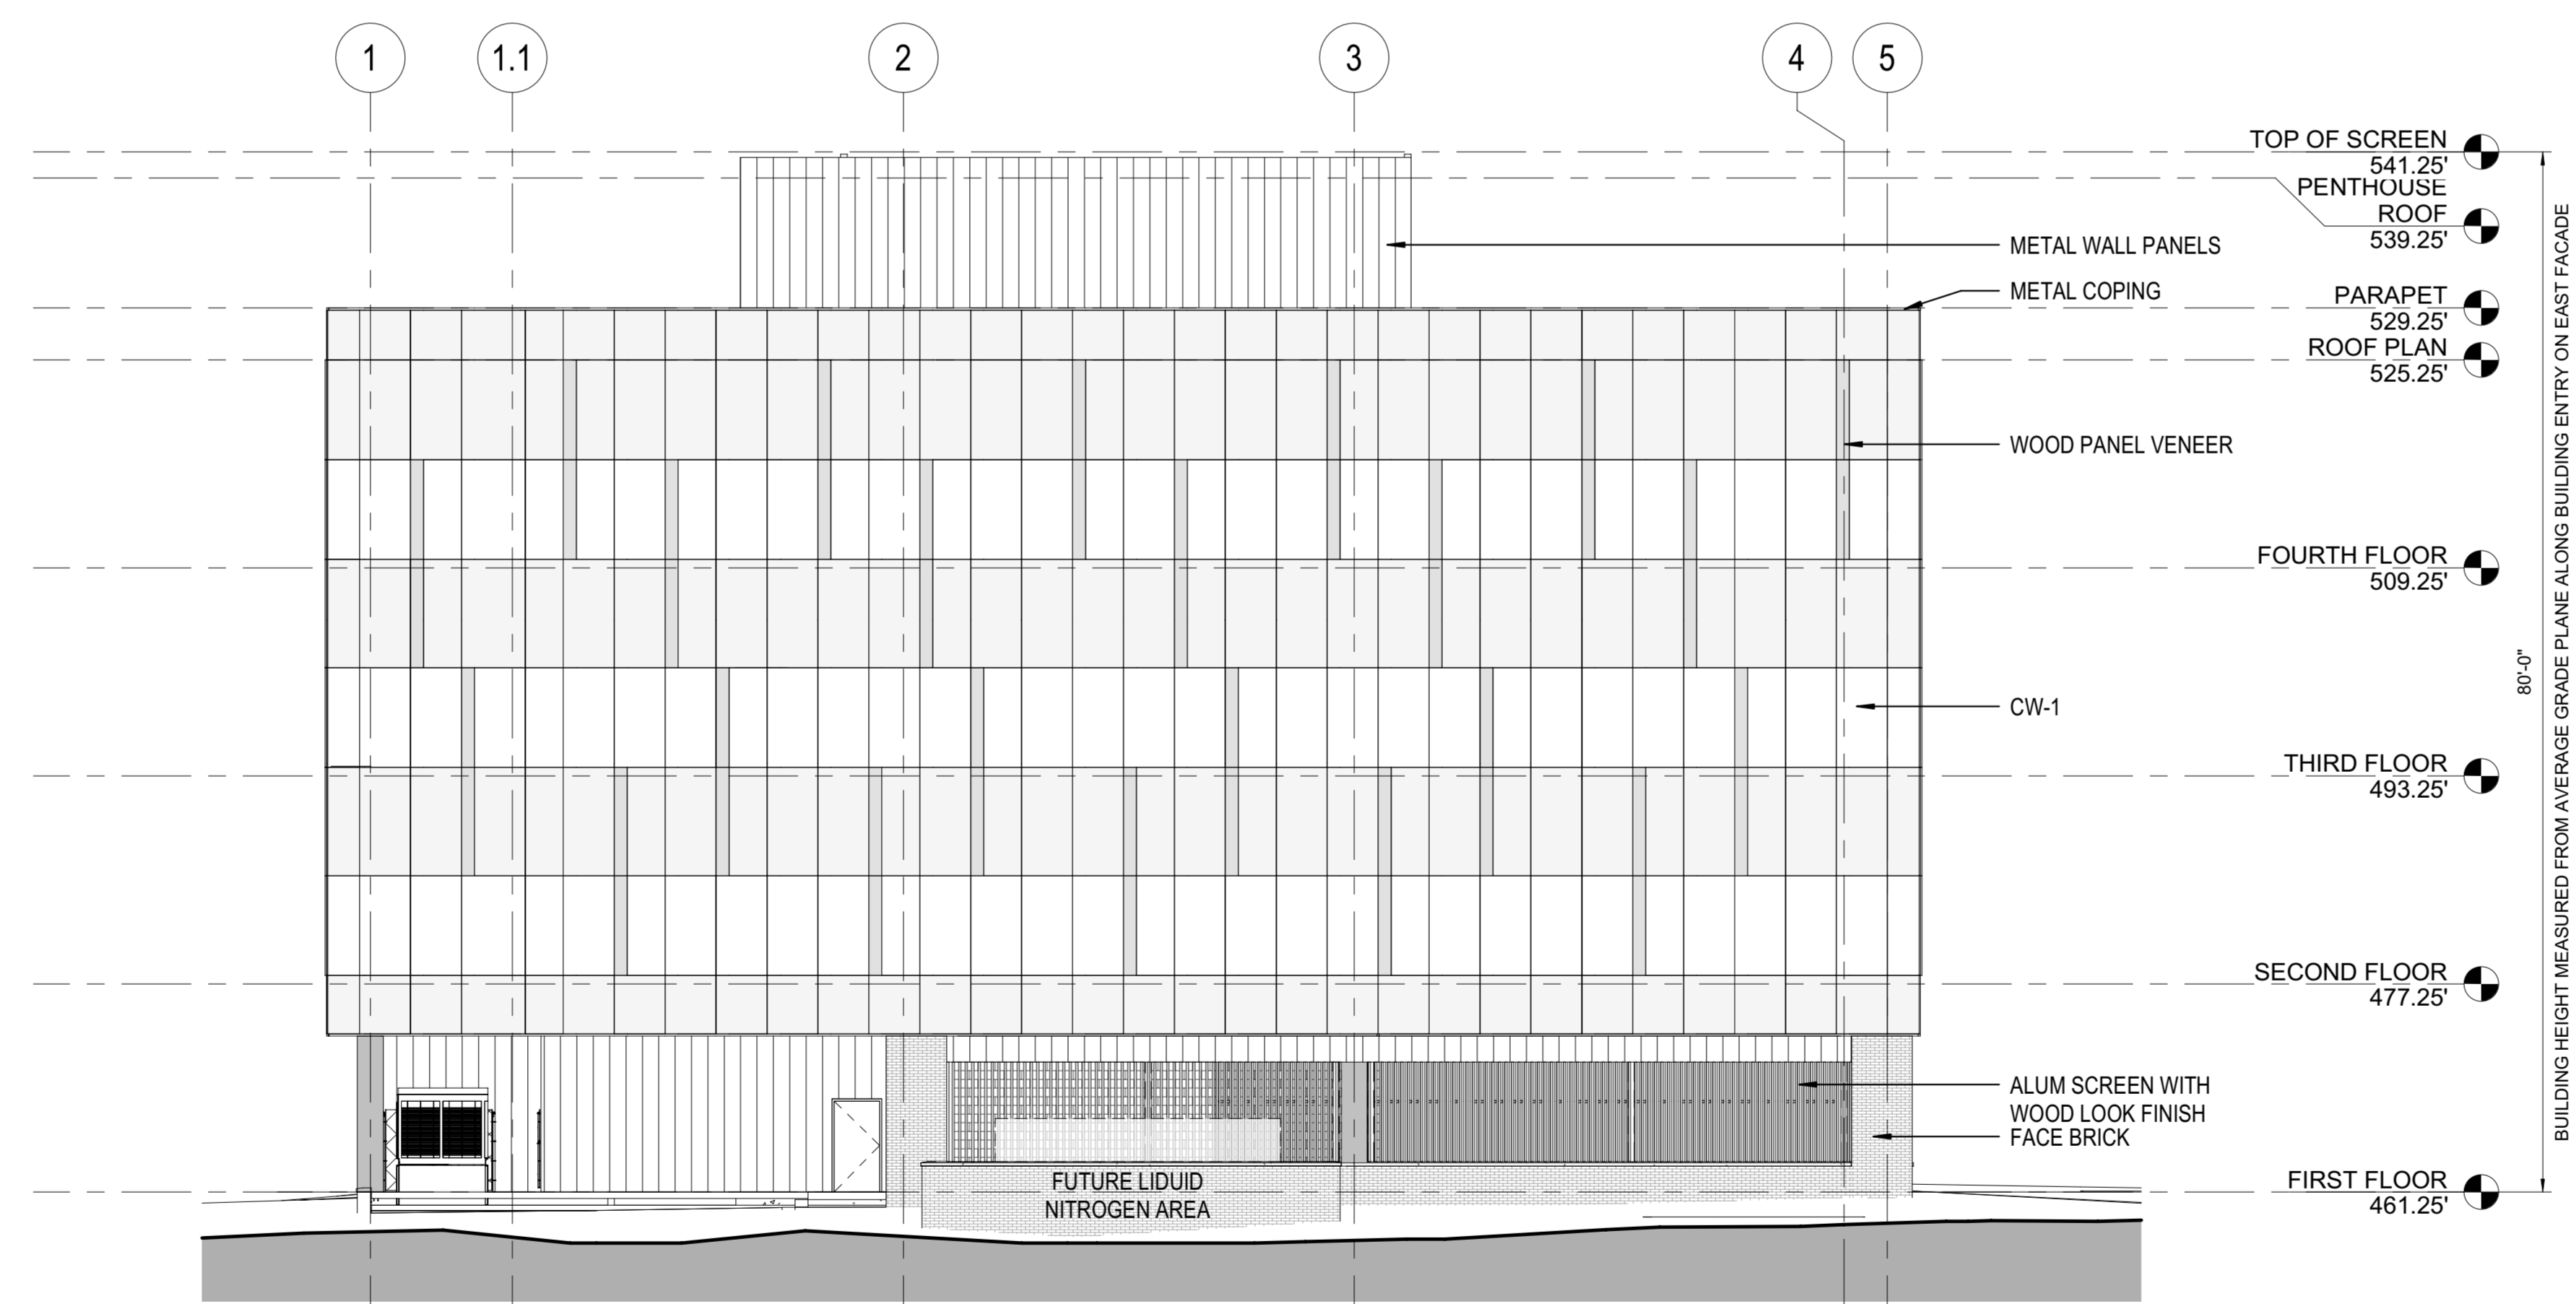 1
1.1
2
3
4
5
TOP OF SCREEN
541.25'
PENTHOUSE
ROOF
539.25'
METAL WALL PANELS
METAL COPING
PARAPET
529.25'
ROOF PLAN
525.25'
WOOD PANEL VENEER
FOURTH FLOOR
509.25'
CW-1
THIRD FLOOR
493.25'
SECOND FLOOR
477.25'
ALUM SCREEN WITH
WOOD LOOK FINISH
FACE BRICK
FUTURE LIDUID
NITROGEN AREA
FIRST FLOOR
461.25'
80'-0"
BUILDING HEIGHT MEASURED FROM AVERAGE GRADE PLANE ALONG BUILDING ENTRY ON EAST FACADE